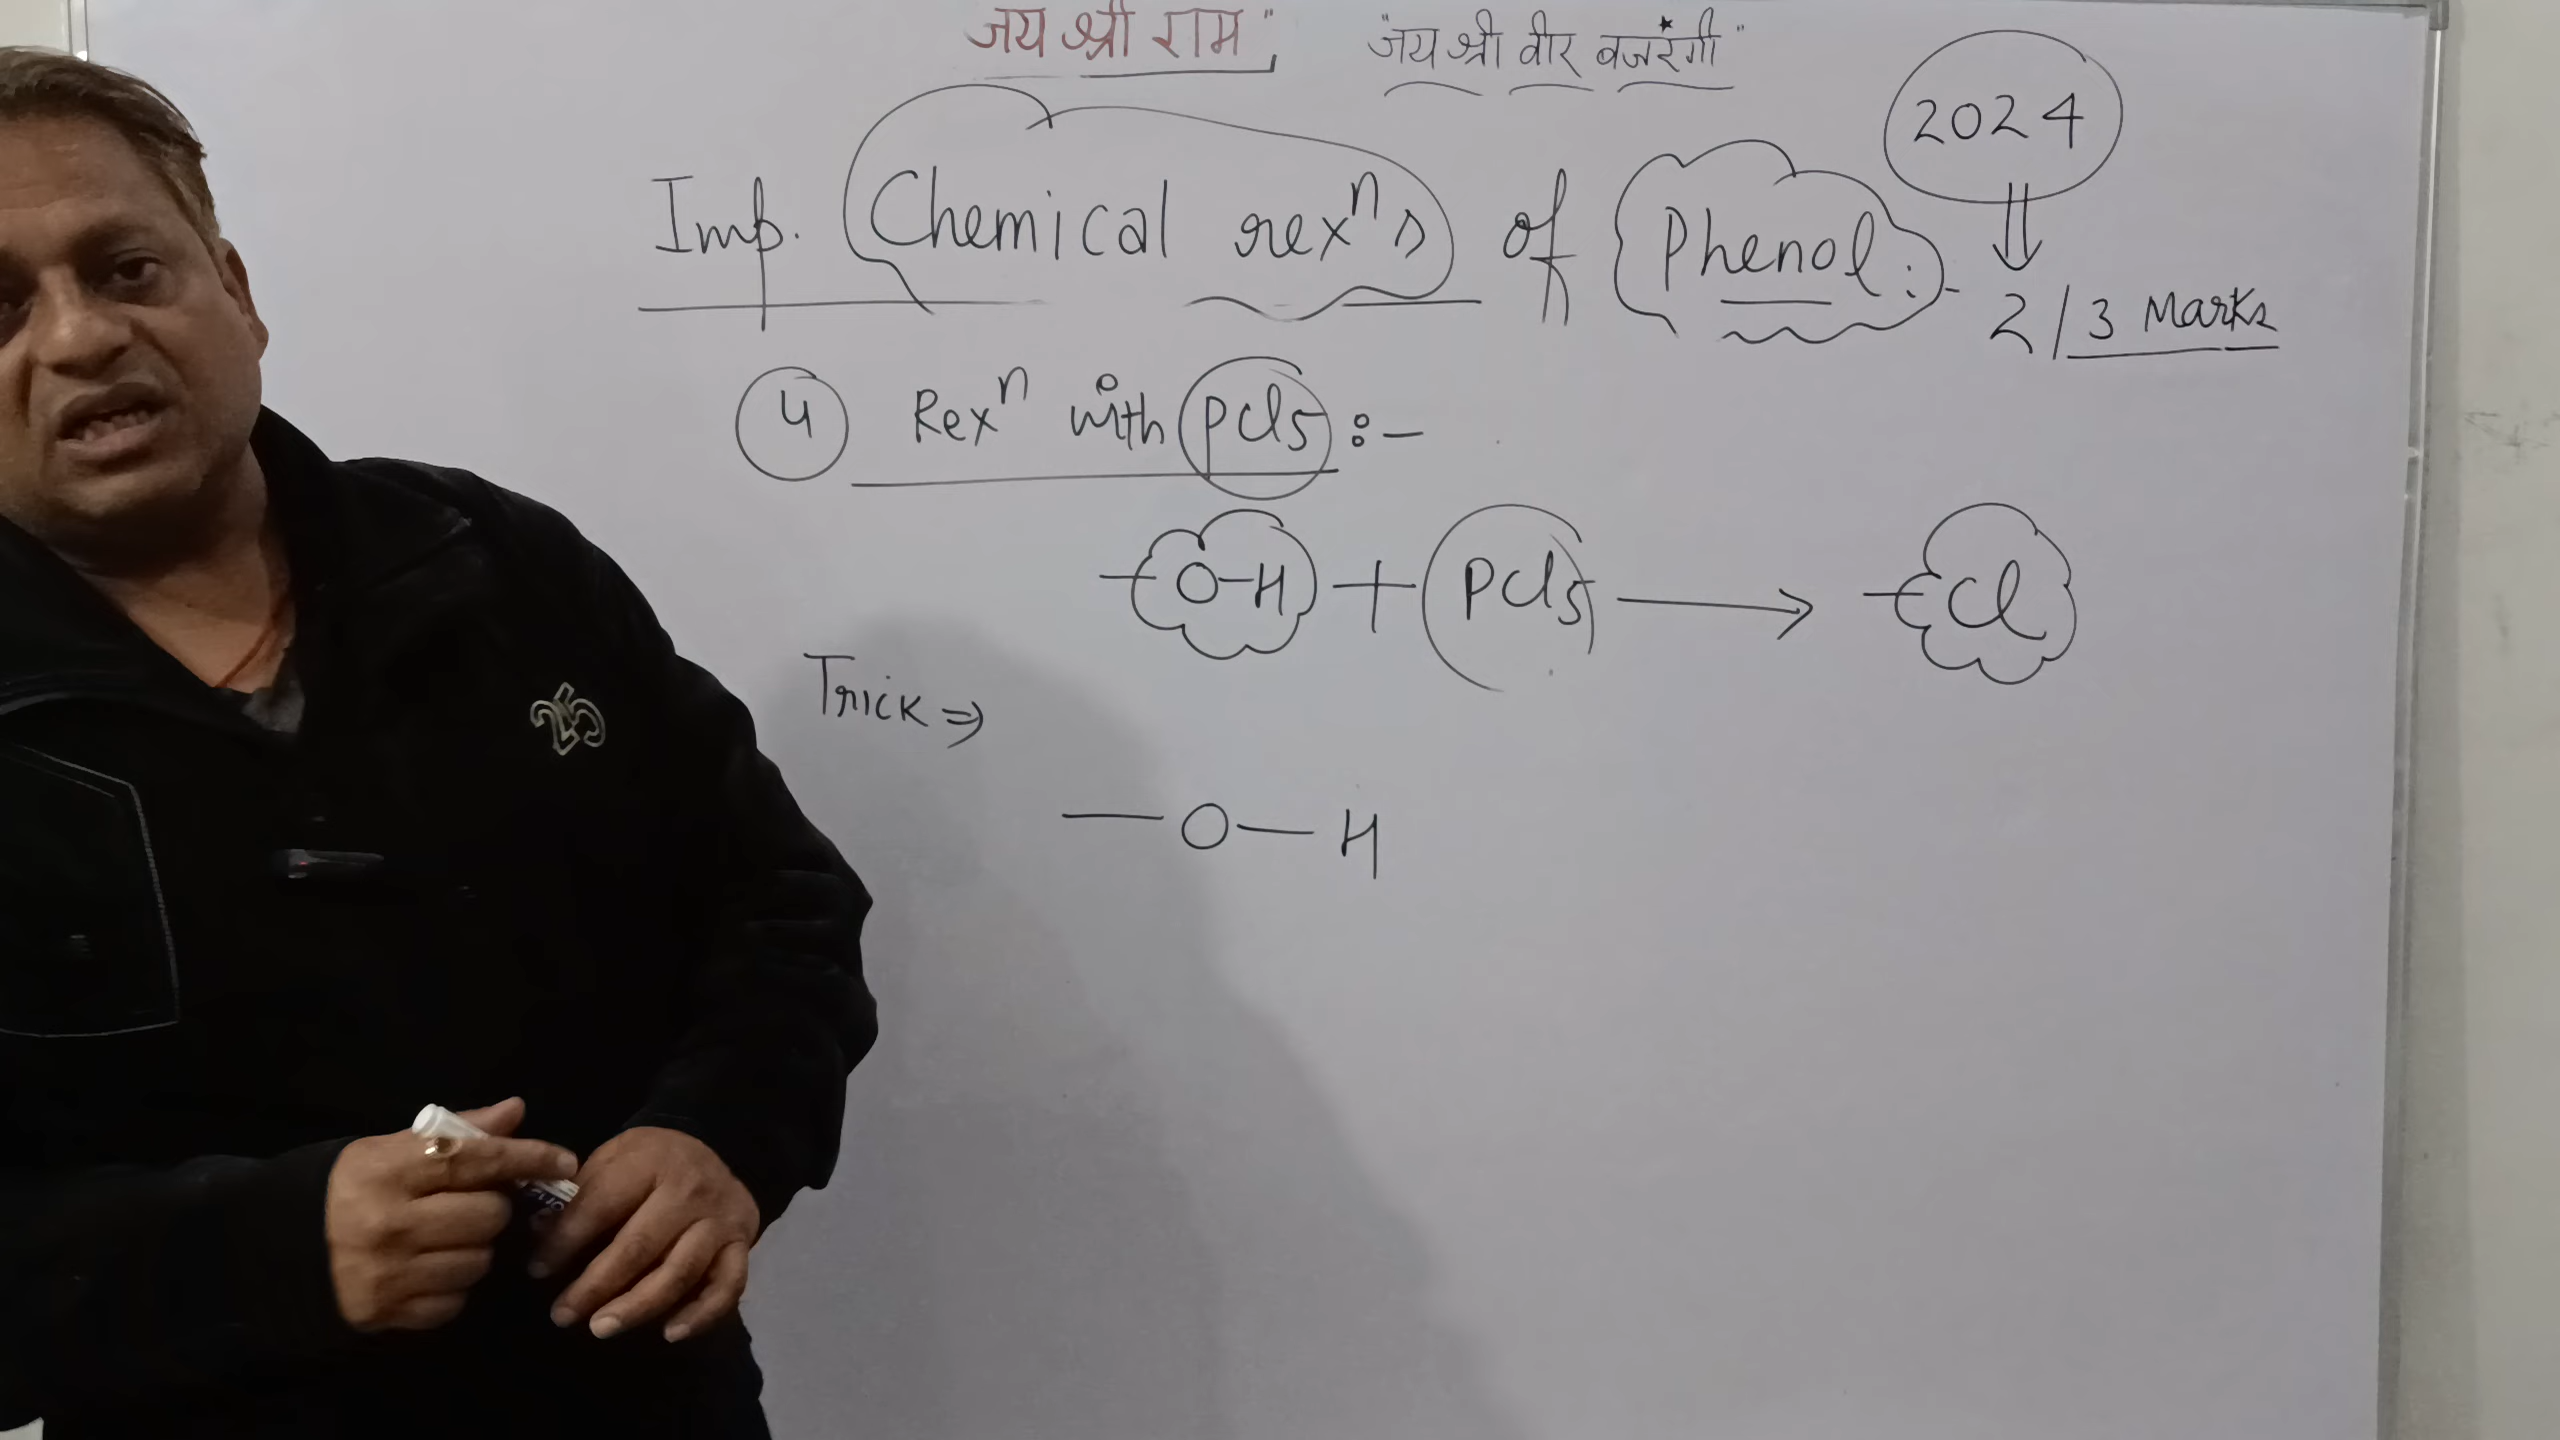 जय श्री राम"
"जय श्री वीर बजरंगी"
2024
⇓
Imp. Chemical rexⁿs of Phenol:-
2/3 Marks
4 Rexⁿ with pcl5 :-
-O-H + PCl5 ⟶ -Cl
Trick ⇒
—O—H
25